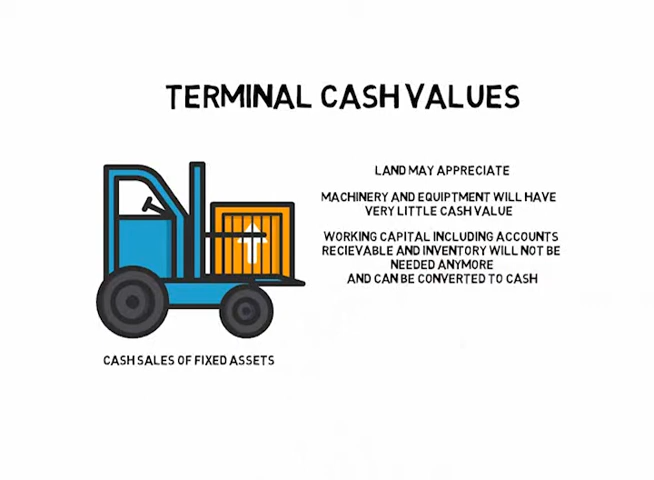 TERMINAL CASH VALUES
LAND MAY APPRECIATE
MACHINERY AND EQUIPTMENT WILL HAVE
VERY LITTLE CASH VALUE
WORKING CAPITAL INCLUDING ACCOUNTS
RECIEVABLE AND INVENTORY WILL NOT BE
NEEDED ANYMORE
AND CAN BE CONVERTED TO CASH
CASH SALES OF FIXED ASSETS